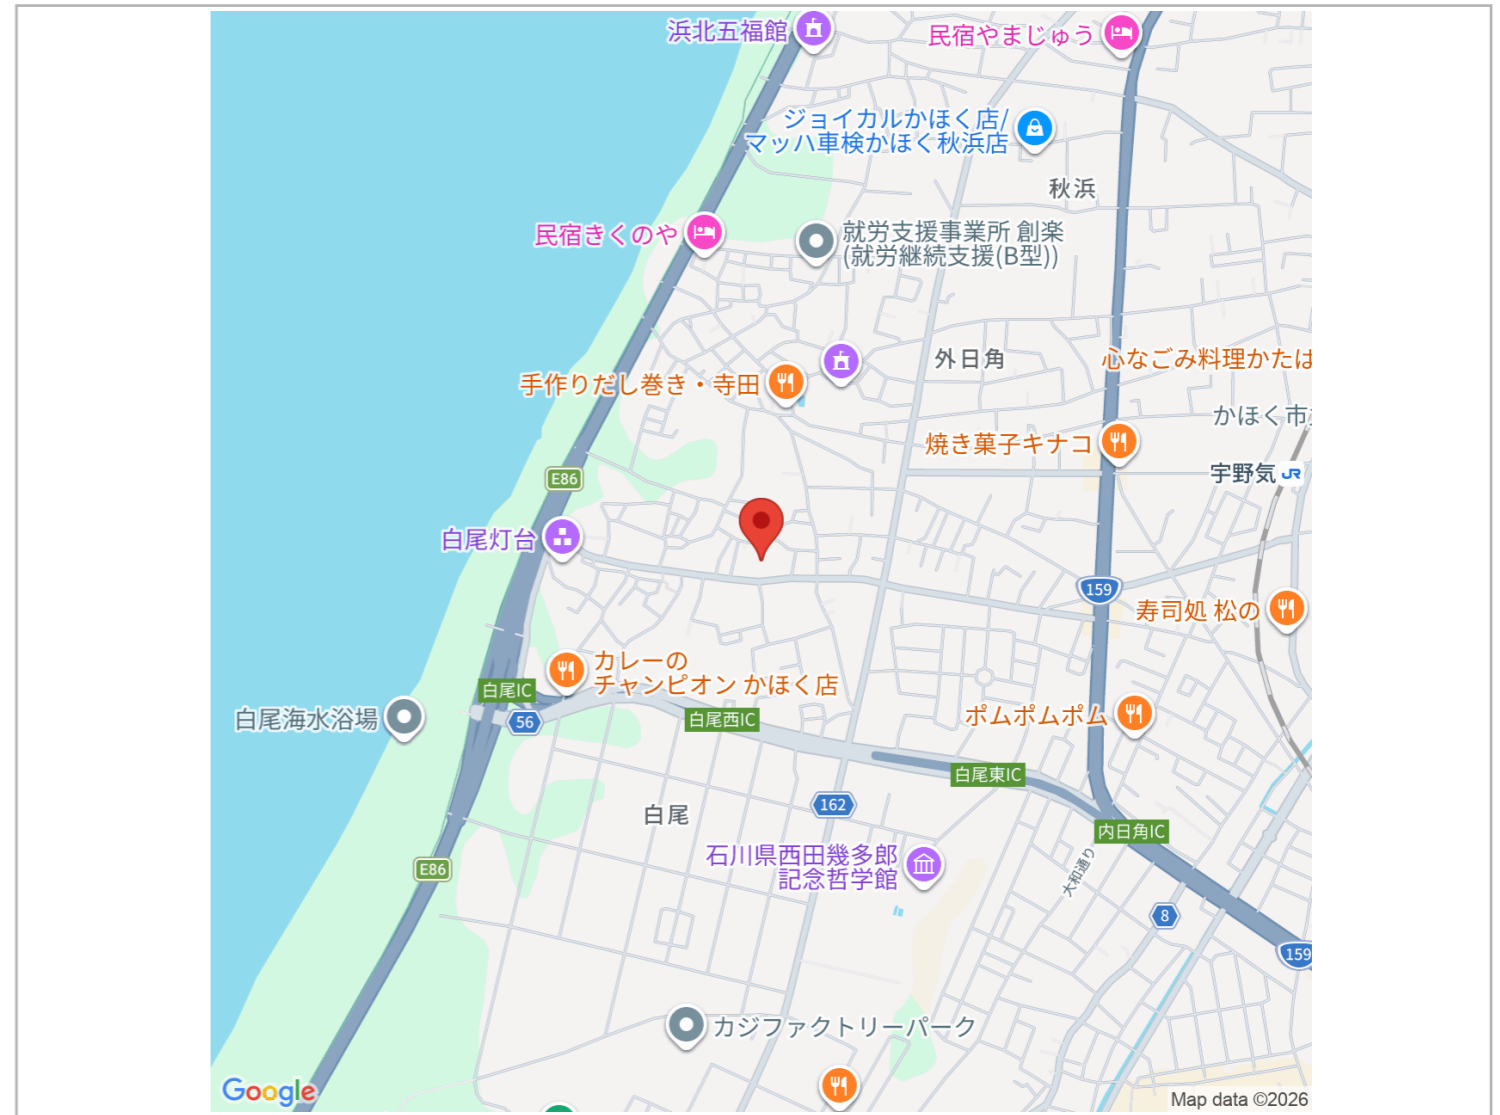 浜北五福館
民宿やまじゅう
ジョイカルかほく店/
マッハ車検かほく秋浜店
秋浜
民宿きくのや
就労支援事業所 創楽
(就労継続支援(B型))
外日角
心なごみ料理かたは
手作りだし巻き・寺田
かほく市
焼き菓子キナコ
宇野気
JR
E86
白尾灯台
159
寿司処 松の
カレーの
チャンピオン かほく店
白尾IC
白尾海水浴場
56
白尾西IC
ポムポムポム
白尾東IC
162
白尾
内日角IC
石川県西田幾多郎
記念哲学館
大和通り
E86
8
159
カジファクトリーパーク
Google
Map data ©2026